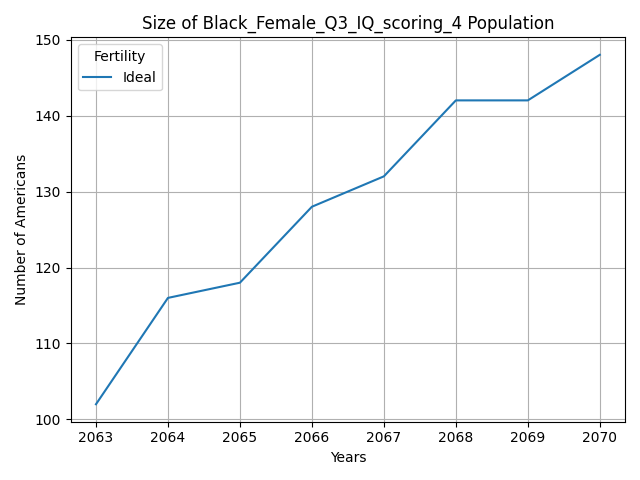 Size of Black_Female_Q3_IQ_scoring_4 Population
150
Fertility
Ideal
140
130
120
110
100
Number of Americans
2063 2064 2065 2066 2067 2068 2069 2070
Years